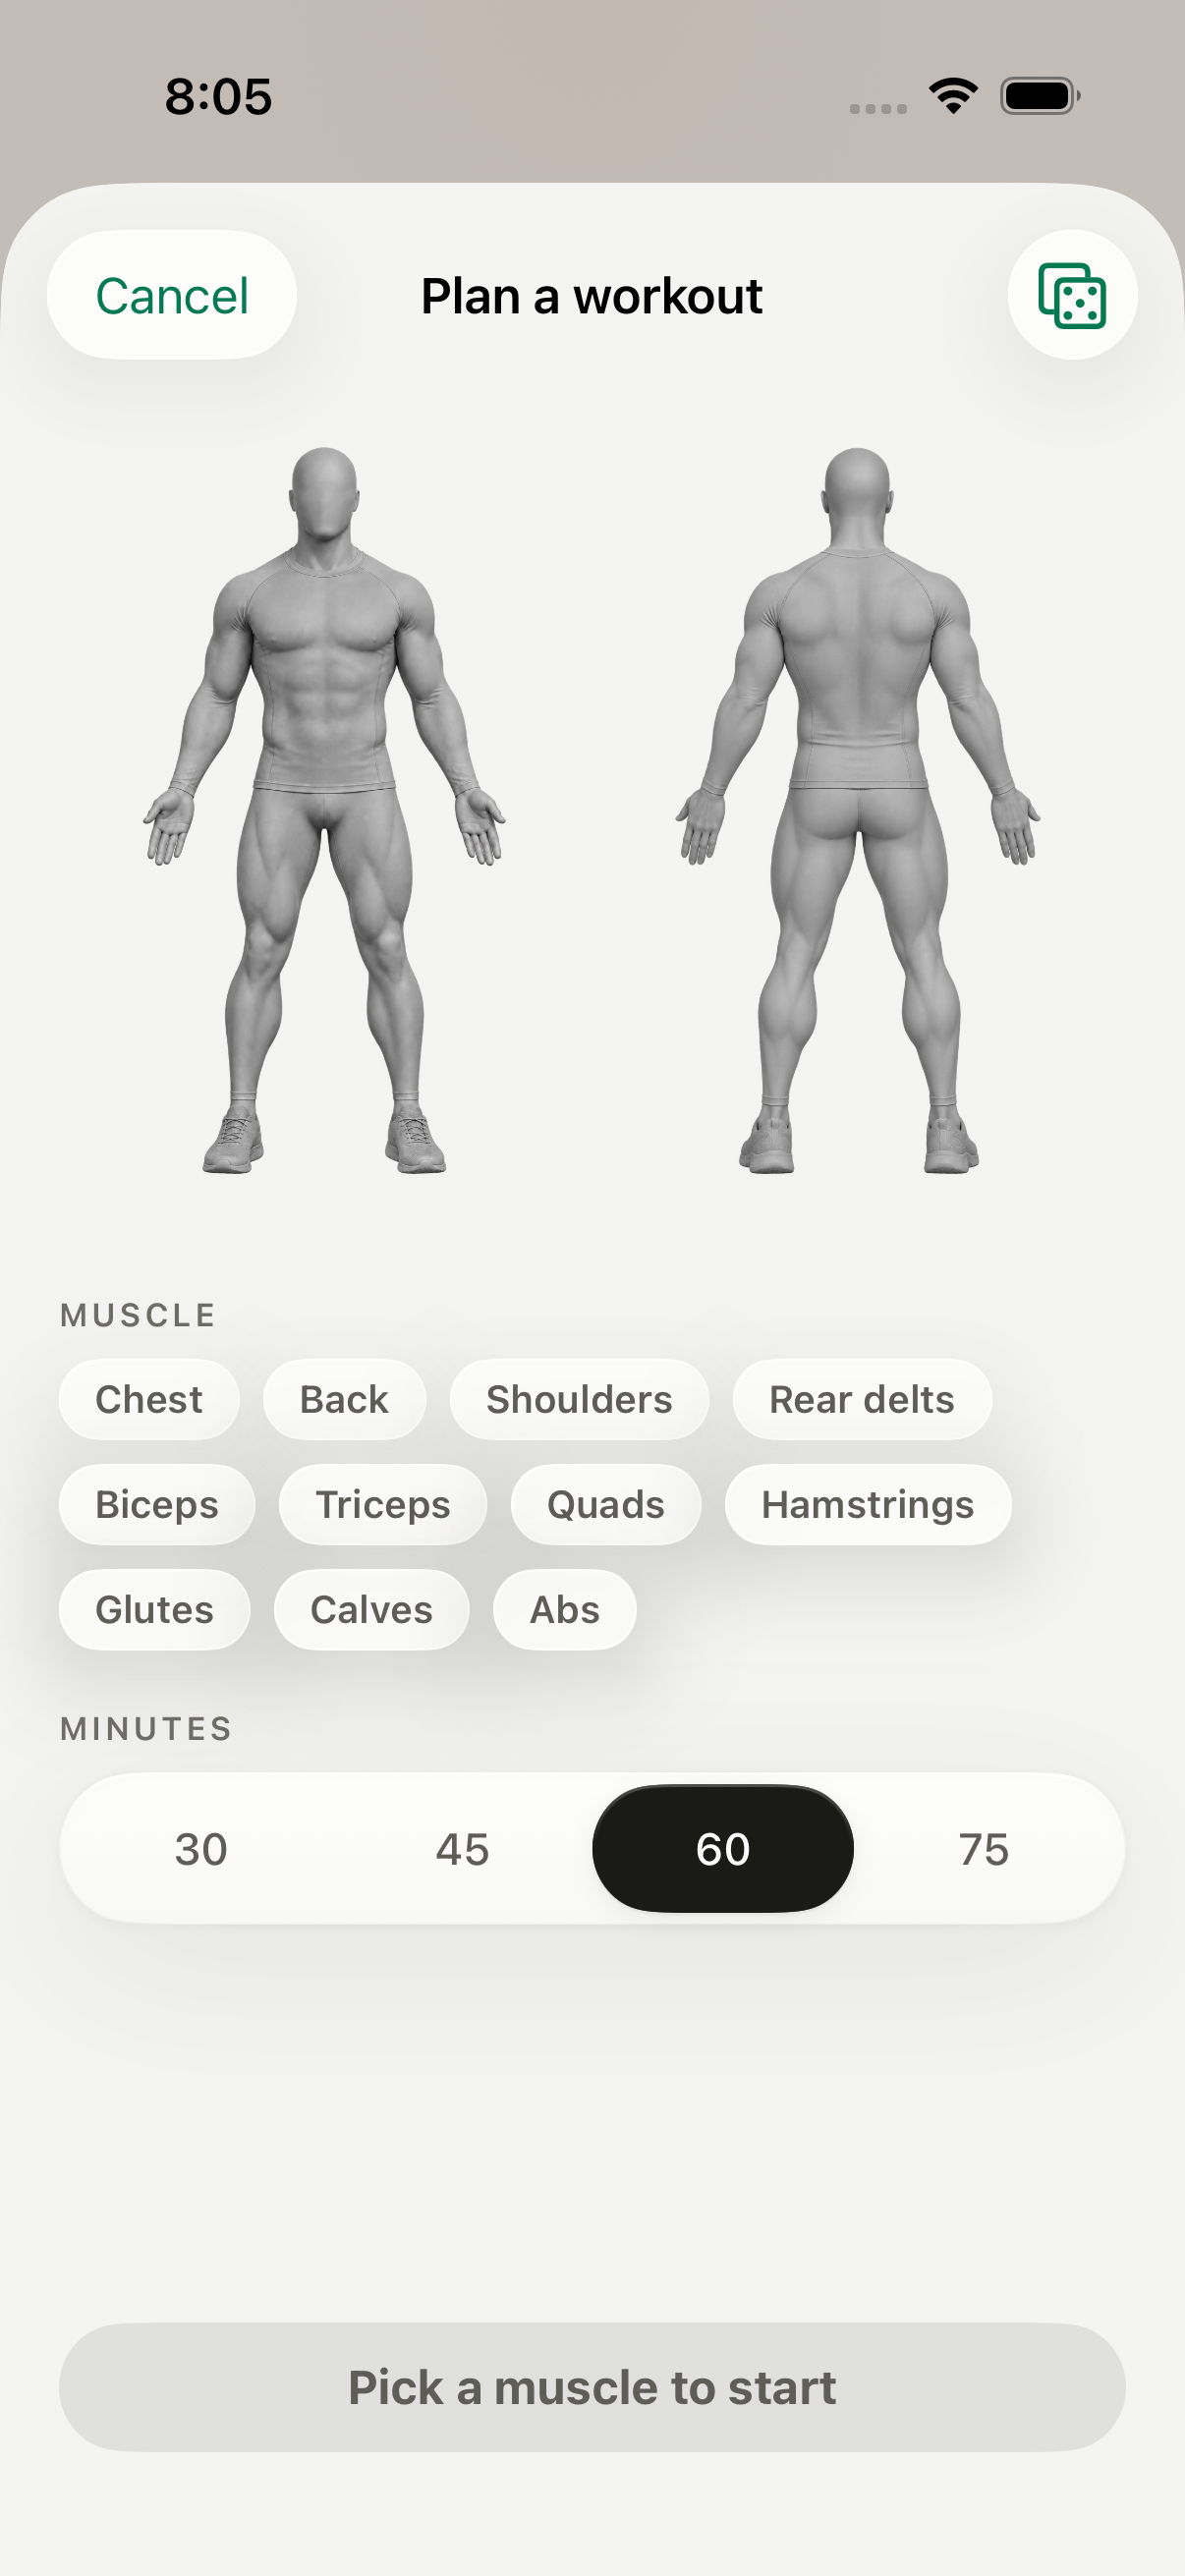 8:05
Cancel
Plan a workout
MUSCLE
Chest
Back
Shoulders
Rear delts
Biceps
Triceps
Quads
Hamstrings
Glutes
Calves
Abs
MINUTES
30
45
60
75
Pick a muscle to start